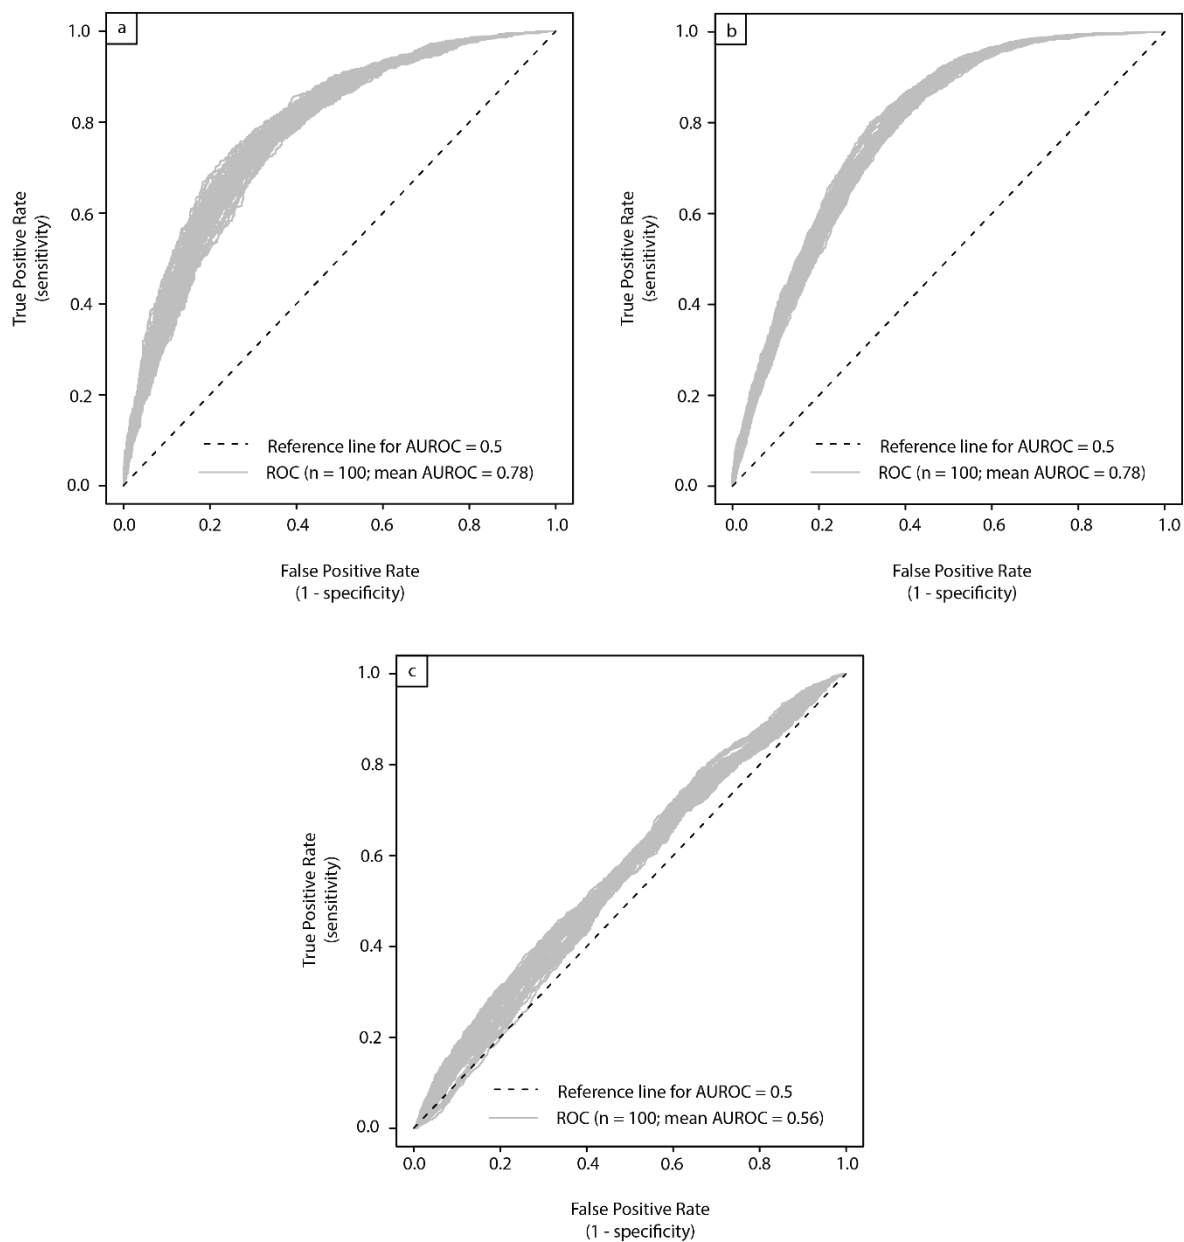 a
1.0
0.8
0.6
0.4
0.2
0.0
True Positive Rate
(sensitivity)
Reference line for AUROC = 0.5
ROC (n = 100; mean AUROC = 0.78)
0.0 0.2 0.4 0.6 0.8 1.0
False Positive Rate
(1 - specificity)
b
1.0
0.8
0.6
0.4
0.2
0.0
True Positive Rate
(sensitivity)
Reference line for AUROC = 0.5
ROC (n = 100; mean AUROC = 0.78)
0.0 0.2 0.4 0.6 0.8 1.0
False Positive Rate
(1 - specificity)
c
1.0
0.8
0.6
0.4
0.2
0.0
True Positive Rate
(sensitivity)
Reference line for AUROC = 0.5
ROC (n = 100; mean AUROC = 0.56)
0.0 0.2 0.4 0.6 0.8 1.0
False Positive Rate
(1 - specificity)